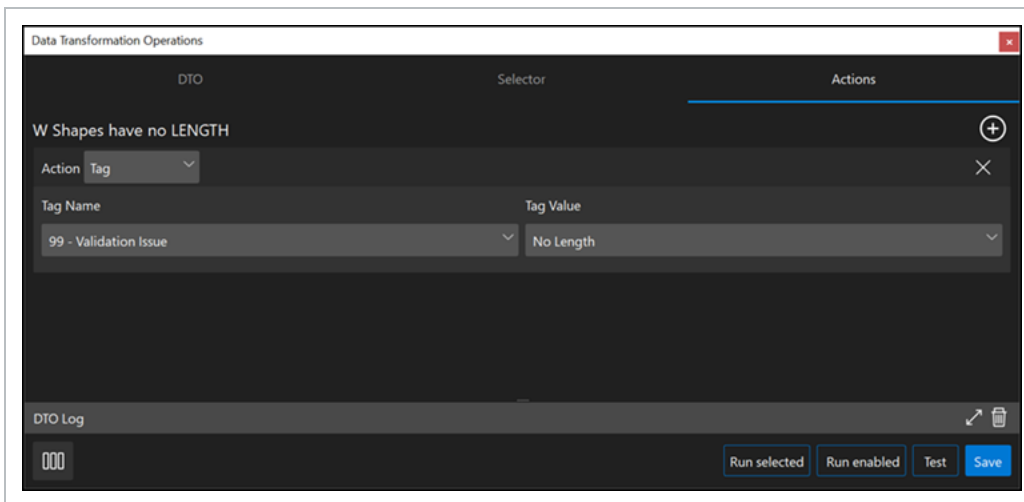 Data Transformation Operations
DTO Selector Actions
W Shapes have no LENGTH
Action Tag
Tag Name Tag Value
99 - Validation Issue No Length
DTO Log
Run selected Run enabled Test Save